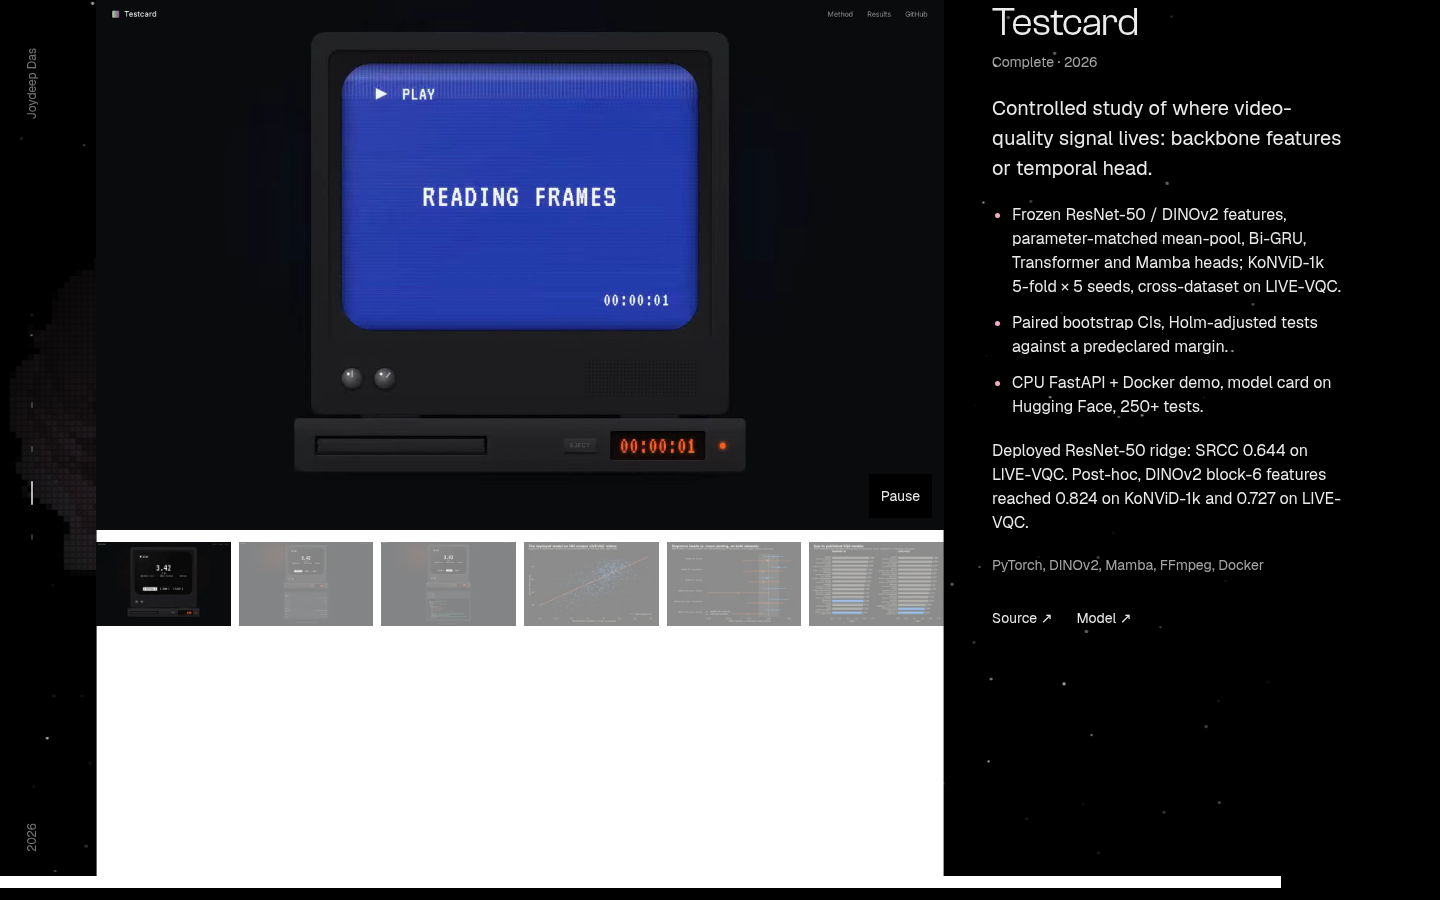 Joydeep Das
2026
Testcard
Method Results GitHub
PLAY
READING FRAMES
00:00:01
EJECT
00:00:01
Pause
3.42
3.42
3.42
Testcard
Complete · 2026
Controlled study of where video-
quality signal lives: backbone features
or temporal head.
• Frozen ResNet-50 / DINOv2 features,
parameter-matched mean-pool, Bi-GRU,
Transformer and Mamba heads; KoNViD-1k
5-fold × 5 seeds, cross-dataset on LIVE-VQC.
• Paired bootstrap CIs, Holm-adjusted tests
against a predeclared margin.
• CPU FastAPI + Docker demo, model card on
Hugging Face, 250+ tests.
Deployed ResNet-50 ridge: SRCC 0.644 on
LIVE-VQC. Post-hoc, DINOv2 block-6 features
reached 0.824 on KoNViD-1k and 0.727 on LIVE-
VQC.
PyTorch, DINOv2, Mamba, FFmpeg, Docker
Source ↗ Model ↗